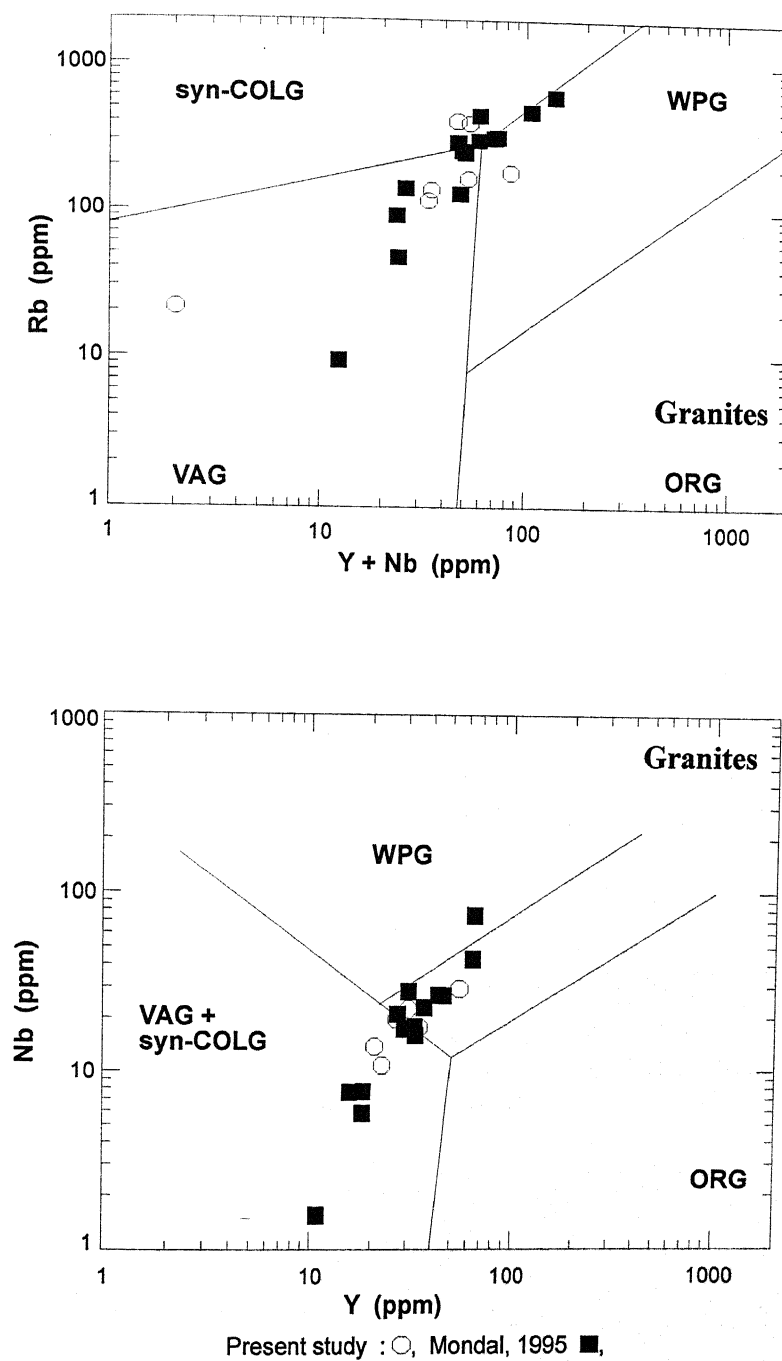 1000
syn-COLG
WPG
100
Rb (ppm)
10
Granites
VAG
ORG
1
1
10
100
1000
Y + Nb (ppm)
1000
Granites
WPG
100
Nb (ppm)
VAG +
syn-COLG
10
ORG
1
1
10
100
1000
Y (ppm)
Present study : ○, Mondal, 1995 ■,